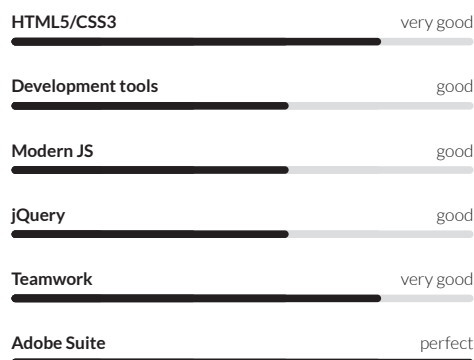 HTML5/CSS3 very good
Development tools good
Modern JS good
jQuery good
Teamwork very good
Adobe Suite perfect